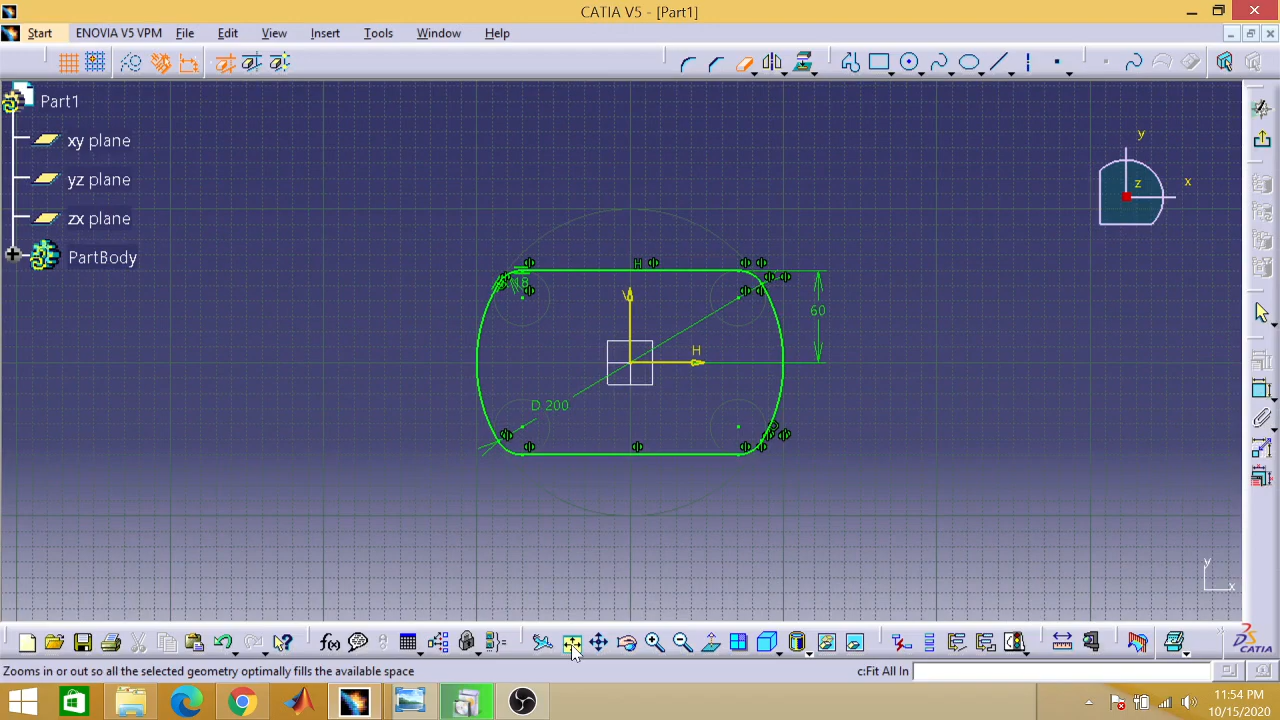 CATIA V5 - [Part1]
Start ENOVIA V5 VPM File Edit View Insert Tools Window Help
Part1
xy plane
yz plane
zx plane
PartBody
y
z
x
H
V
H
60
D 200
y
x
f(x)
CATIA
Zooms in or out so all the selected geometry optimally fills the available space
c:Fit All In
11:54 PM
10/15/2020